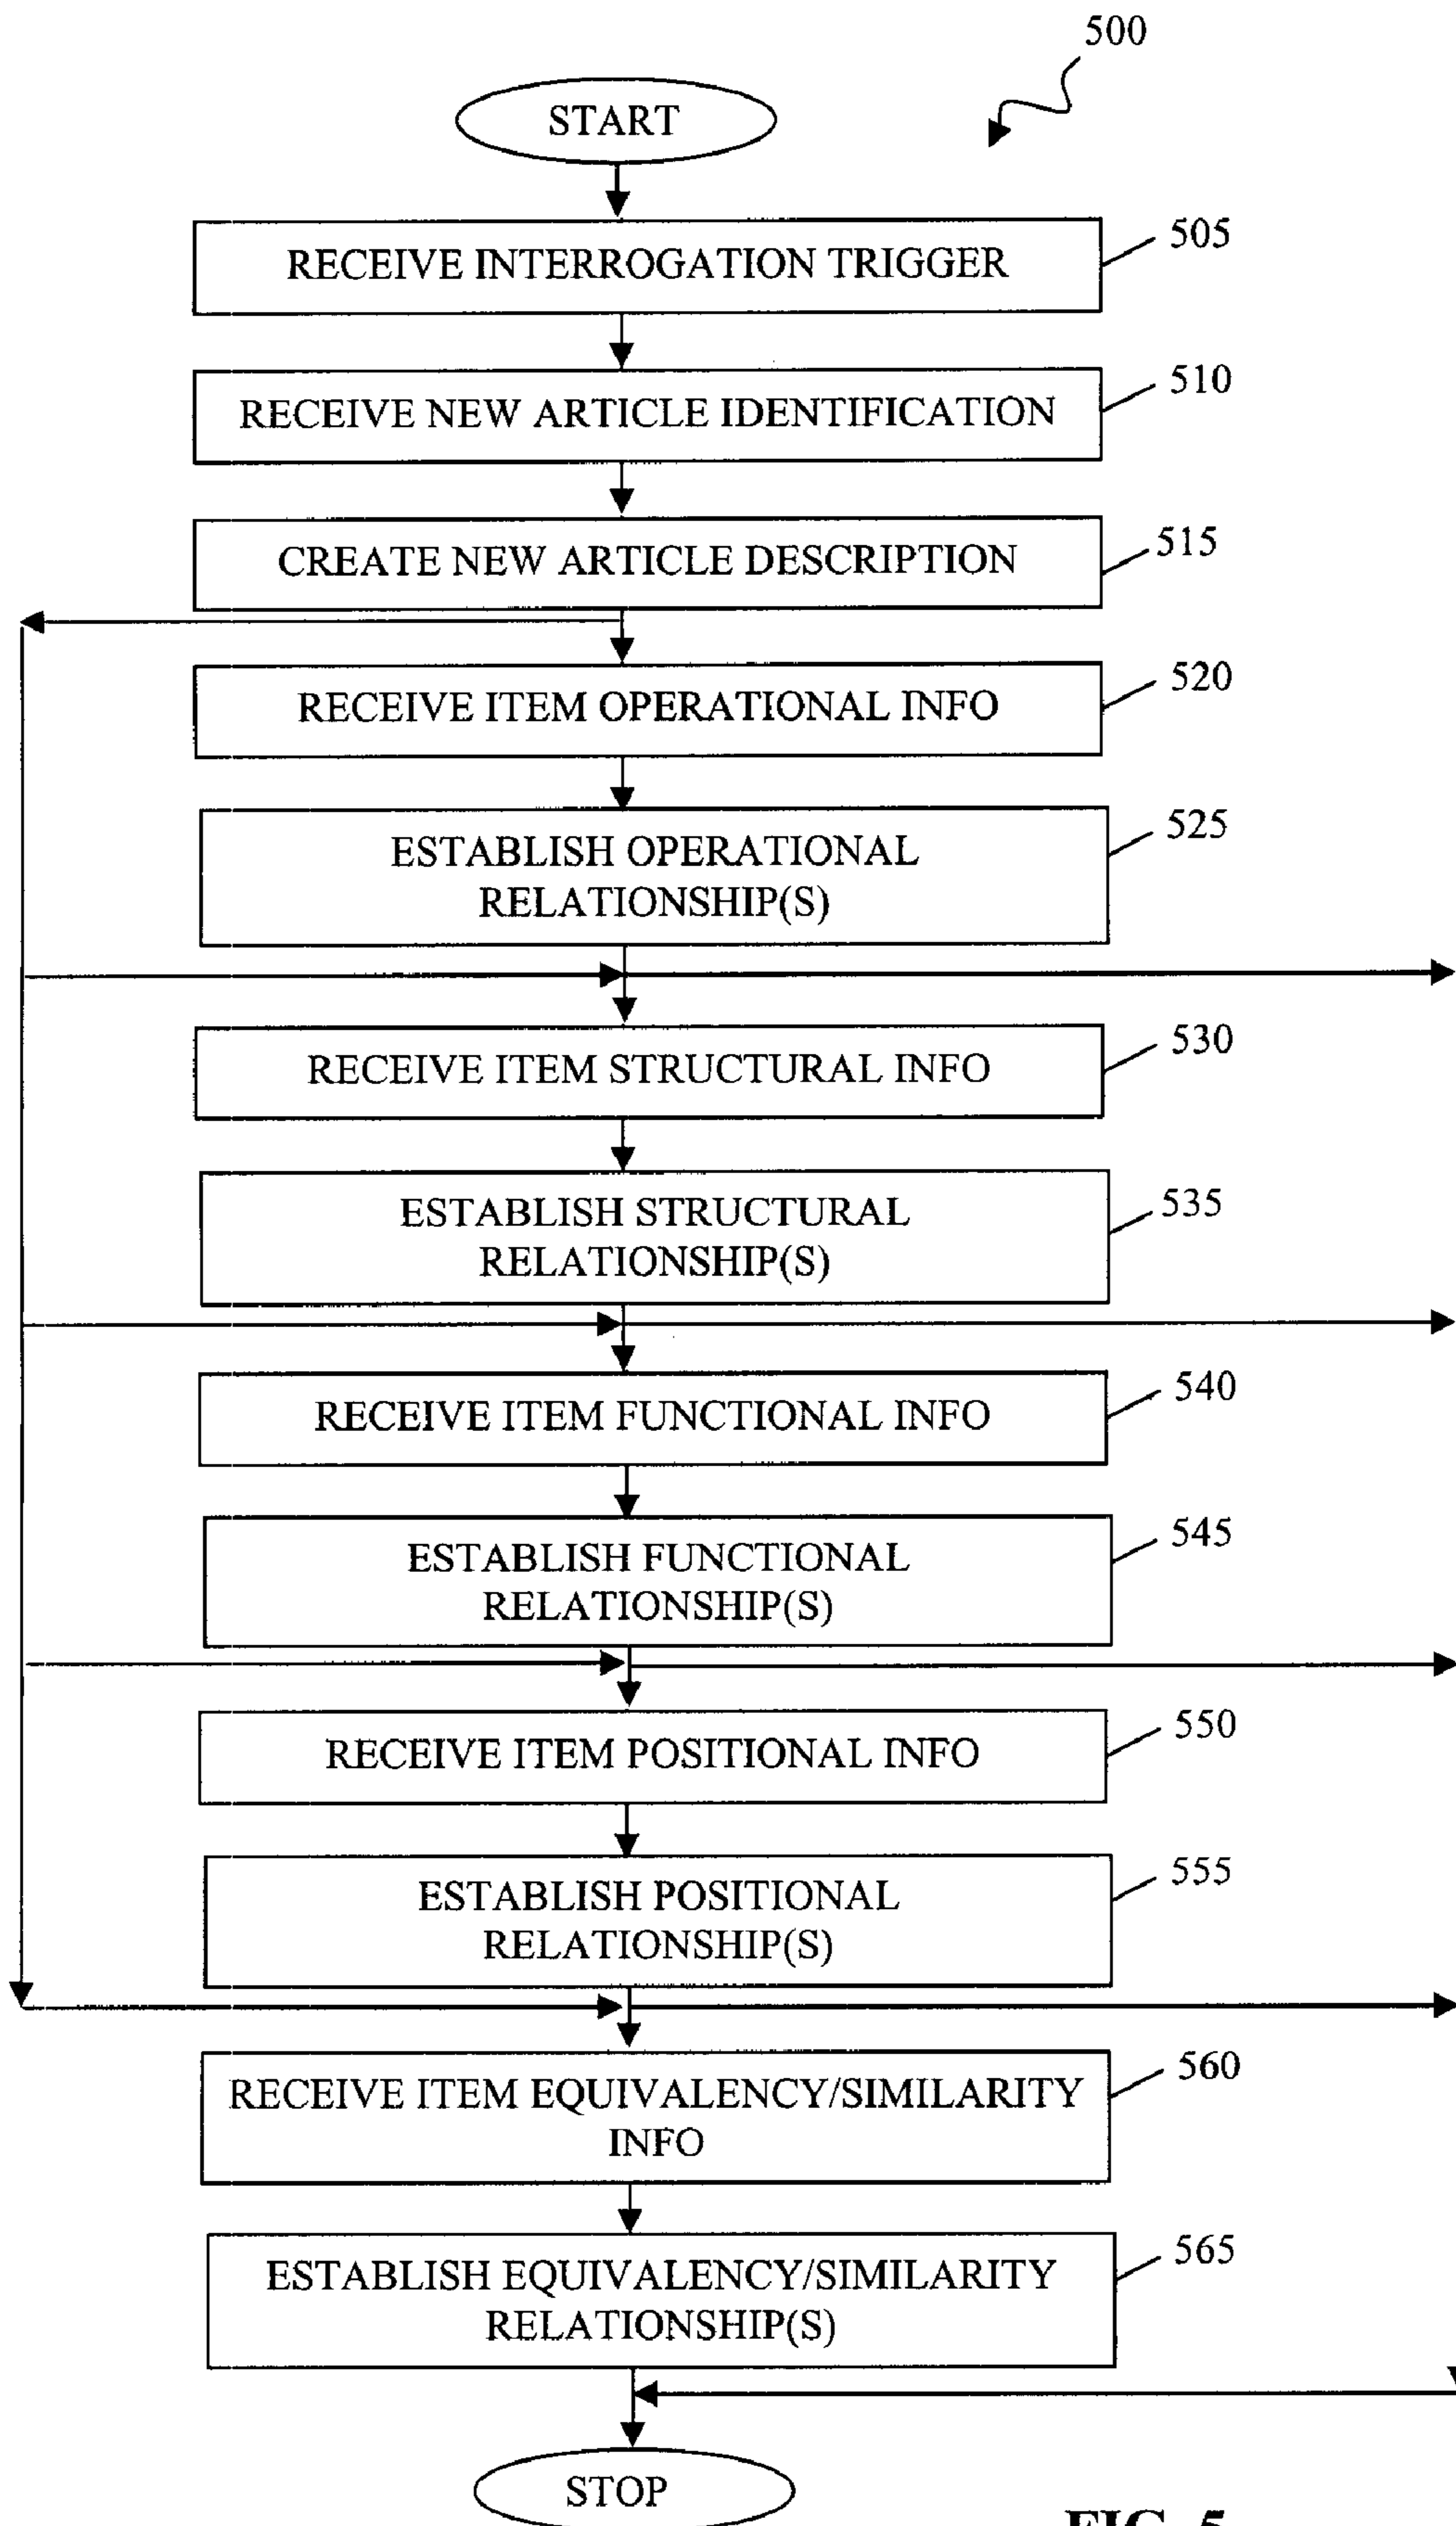 500
START
RECEIVE INTERROGATION TRIGGER
505
RECEIVE NEW ARTICLE IDENTIFICATION
510
CREATE NEW ARTICLE DESCRIPTION
515
RECEIVE ITEM OPERATIONAL INFO
520
ESTABLISH OPERATIONAL
RELATIONSHIP(S)
525
RECEIVE ITEM STRUCTURAL INFO
530
ESTABLISH STRUCTURAL
RELATIONSHIP(S)
535
RECEIVE ITEM FUNCTIONAL INFO
540
ESTABLISH FUNCTIONAL
RELATIONSHIP(S)
545
RECEIVE ITEM POSITIONAL INFO
550
ESTABLISH POSITIONAL
RELATIONSHIP(S)
555
RECEIVE ITEM EQUIVALENCY/SIMILARITY
INFO
560
ESTABLISH EQUIVALENCY/SIMILARITY
RELATIONSHIP(S)
565
STOP
FIG. 5